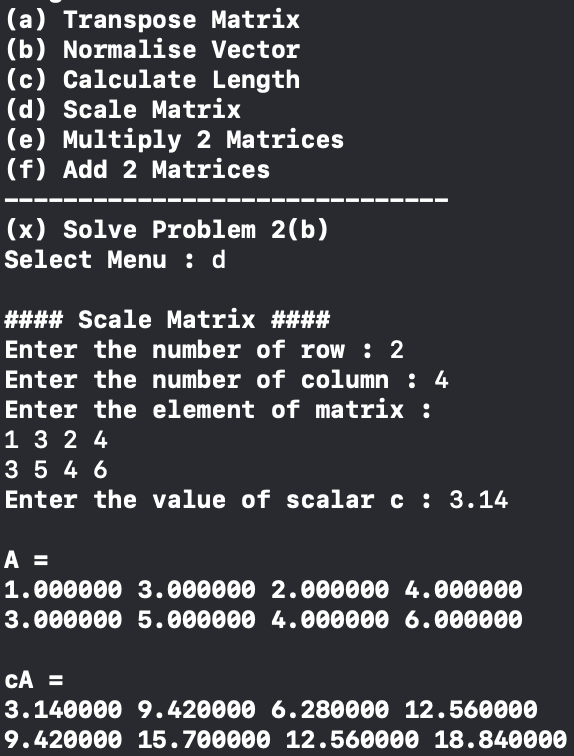 (a) Transpose Matrix
(b) Normalise Vector
(c) Calculate Length
(d) Scale Matrix
(e) Multiply 2 Matrices
(f) Add 2 Matrices
------------------------------
(x) Solve Problem 2(b)
Select Menu : d
#### Scale Matrix ####
Enter the number of row : 2
Enter the number of column : 4
Enter the element of matrix :
1 3 2 4
3 5 4 6
Enter the value of scalar c : 3.14
A =
1.000000 3.000000 2.000000 4.000000
3.000000 5.000000 4.000000 6.000000
cA =
3.140000 9.420000 6.280000 12.560000
9.420000 15.700000 12.560000 18.840000